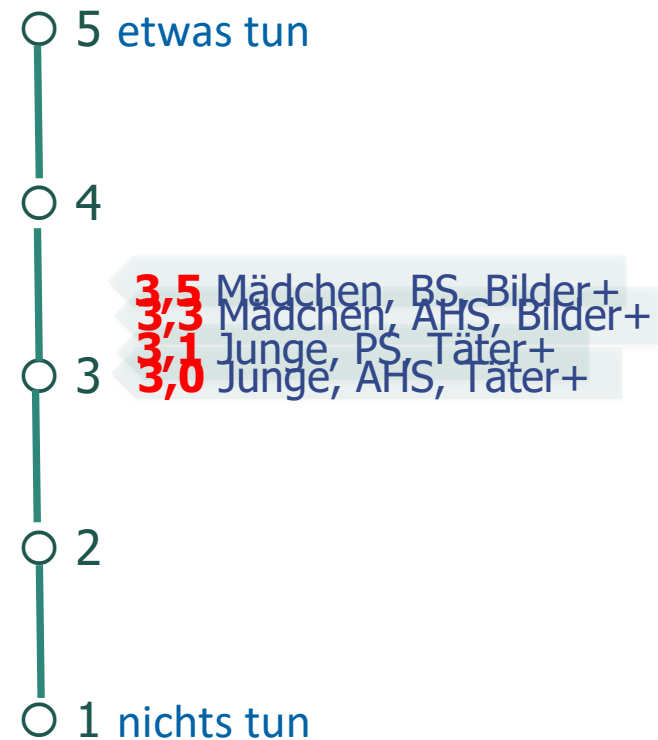 5 etwas tun
4
3,5 Mädchen, BS, Bilder+
3,3 Mädchen, AHS, Bilder+
3,1 Junge, PS, Täter+
3 3,0 Junge, AHS, Täter+
2
1 nichts tun